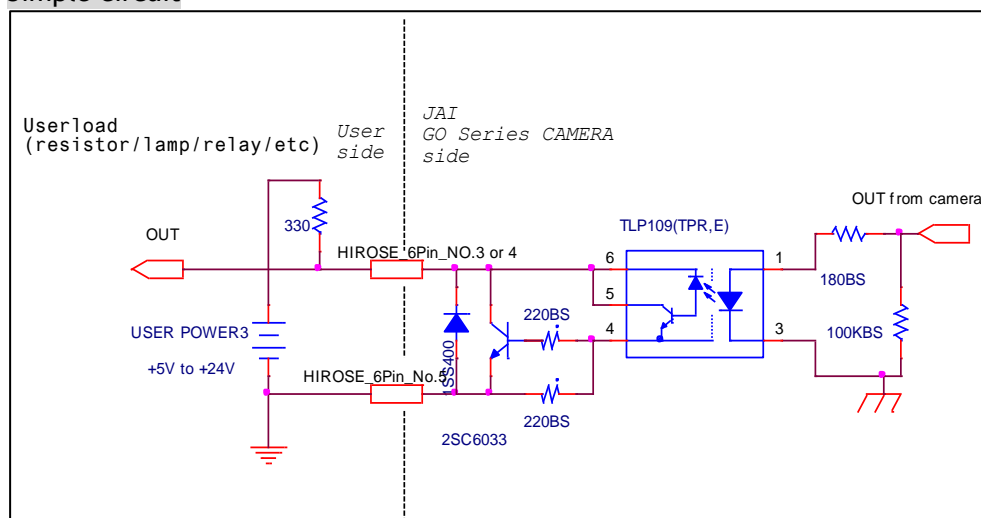 Userload
(resistor/lamp/relay/etc)
User
side
JAI
GO Series CAMERA
side
OUT from camera
TLP109(TPR,E)
330
OUT
HIROSE_6Pin_NO.3 or 4
6
1
180BS
5
220BS
4
3
100KBS
USER POWER3
+5V to +24V
1SS400
HIROSE_6Pin_No.5
220BS
2SC6033